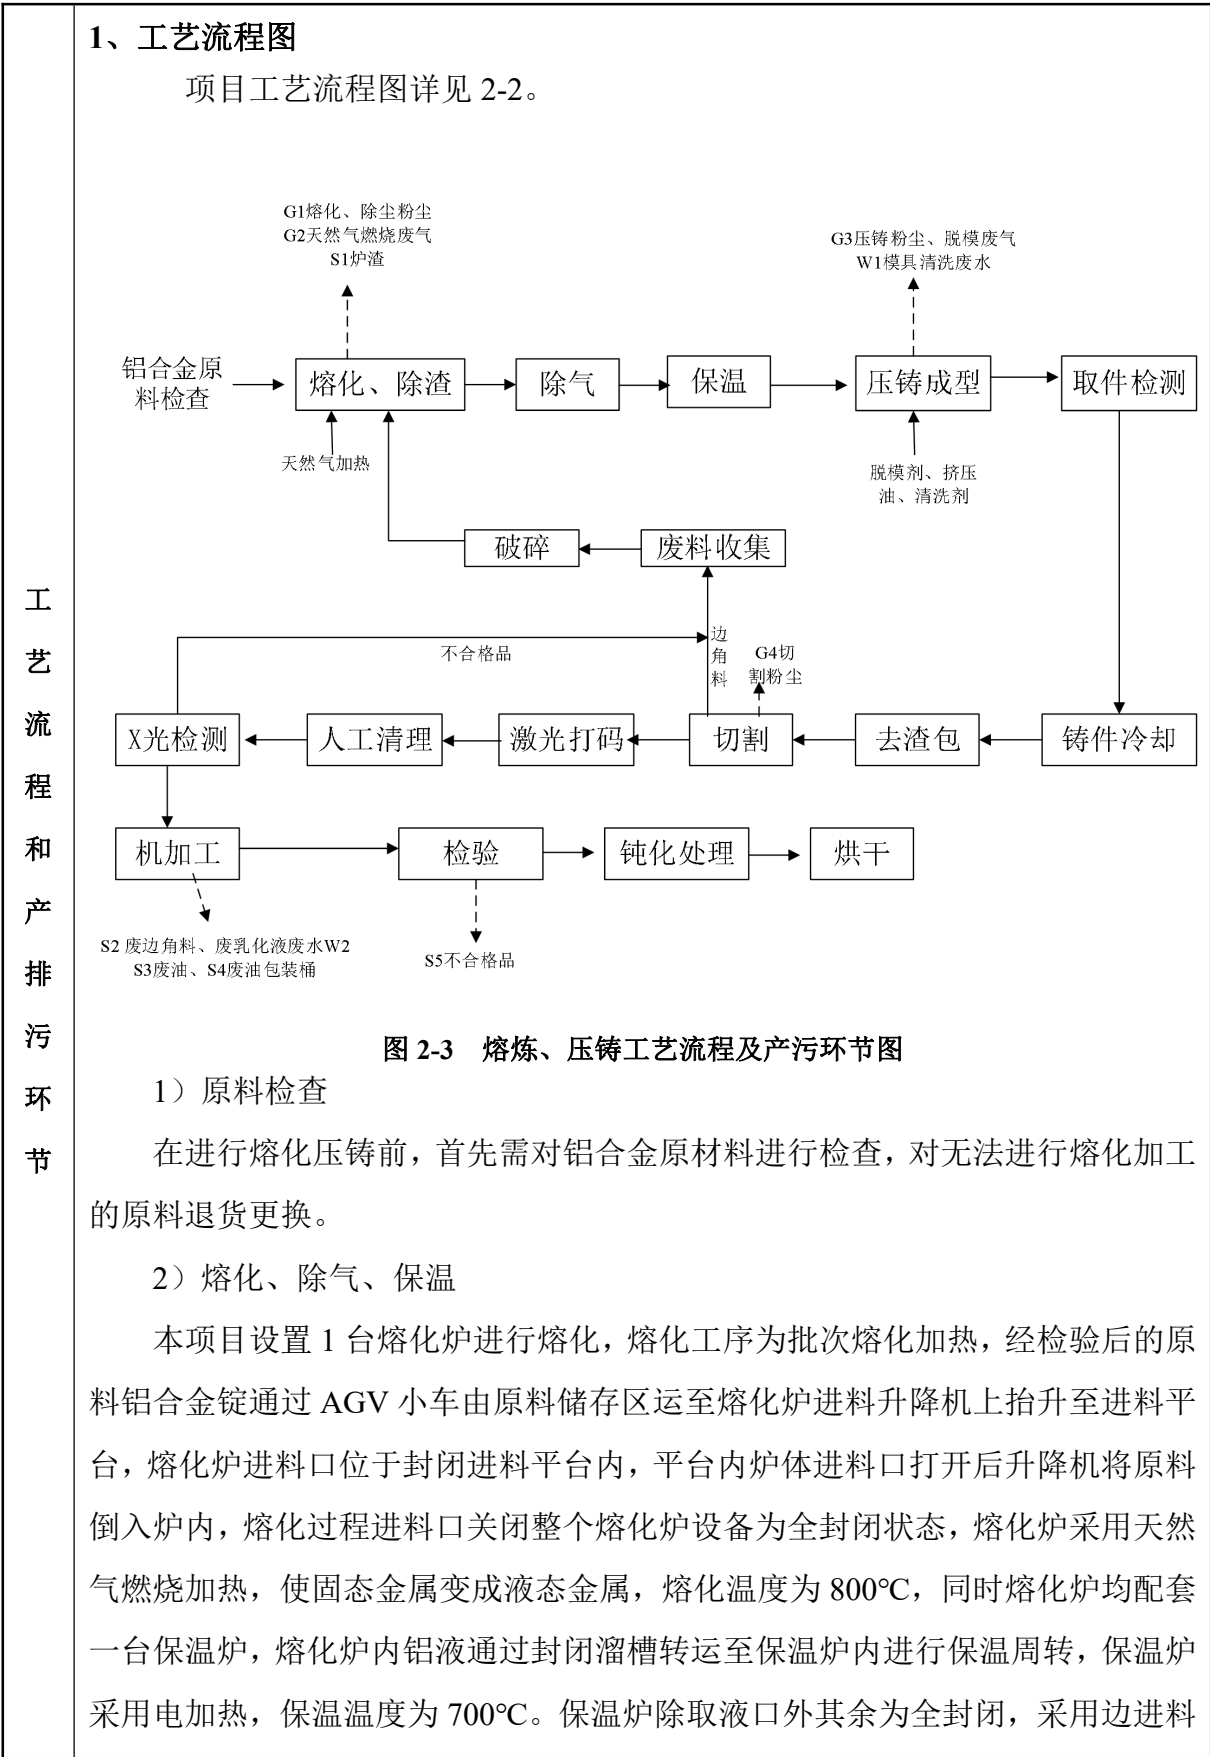 1、工艺流程图
项目工艺流程图详见 2-2。
G1熔化、除尘粉尘
G2天然气燃烧废气
S1炉渣
G3压铸粉尘、脱模废气
W1模具清洗废水
铝合金原
料检查
熔化、除渣
除气
保温
压铸成型
取件检测
天然气加热
脱模剂、挤压
油、清洗剂
破碎
废料收集
不合格品
边
角
料
G4切
割粉尘
X光检测
人工清理
激光打码
切割
去渣包
铸件冷却
机加工
检验
钝化处理
烘干
S2 废边角料、废乳化液废水W2
S3废油、S4废油包装桶
S5不合格品
图 2-3 熔炼、压铸工艺流程及产污环节图
工
艺
流
程
和
产
排
污
环
节
1）原料检查
在进行熔化压铸前，首先需对铝合金原材料进行检查，对无法进行熔化加工
的原料退货更换。
2）熔化、除气、保温
本项目设置 1 台熔化炉进行熔化，熔化工序为批次熔化加热，经检验后的原
料铝合金锭通过 AGV 小车由原料储存区运至熔化炉进料升降机上抬升至进料平
台，熔化炉进料口位于封闭进料平台内，平台内炉体进料口打开后升降机将原料
倒入炉内，熔化过程进料口关闭整个熔化炉设备为全封闭状态，熔化炉采用天然
气燃烧加热，使固态金属变成液态金属，熔化温度为 800℃，同时熔化炉均配套
一台保温炉，熔化炉内铝液通过封闭溜槽转运至保温炉内进行保温周转，保温炉
采用电加热，保温温度为 700℃。保温炉除取液口外其余为全封闭，采用边进料